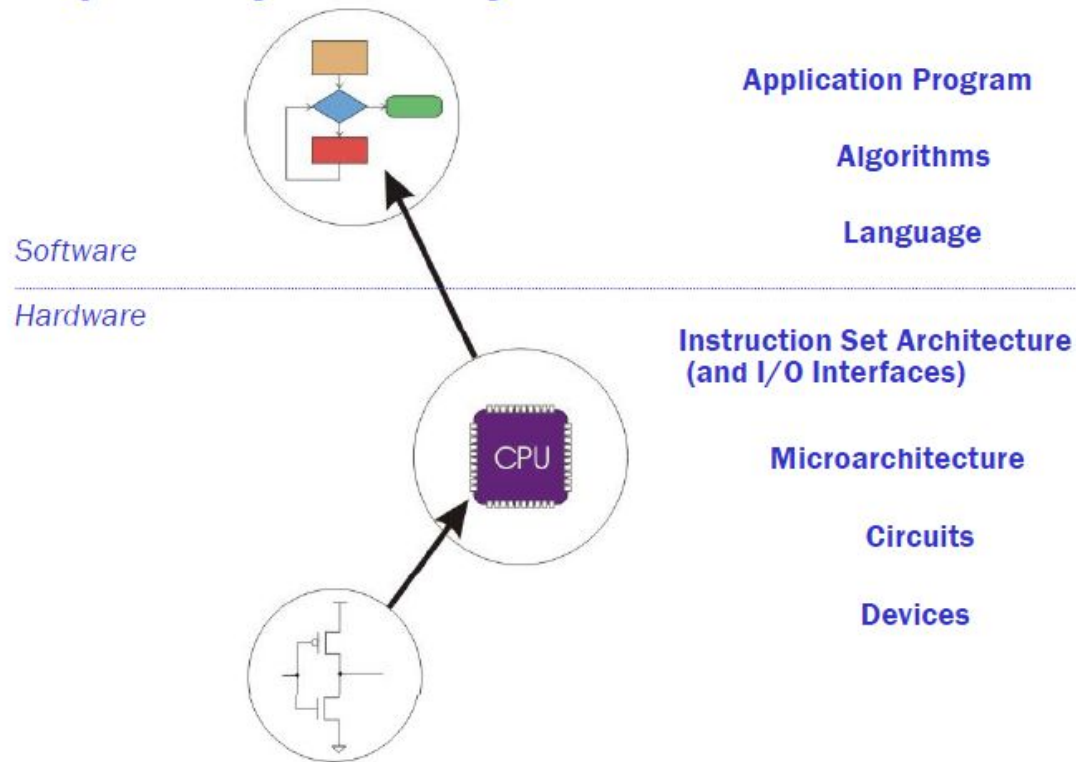 Application Program
Algorithms
Language
Software
Hardware
Instruction Set Architecture
(and I/O Interfaces)
CPU
Microarchitecture
Circuits
Devices